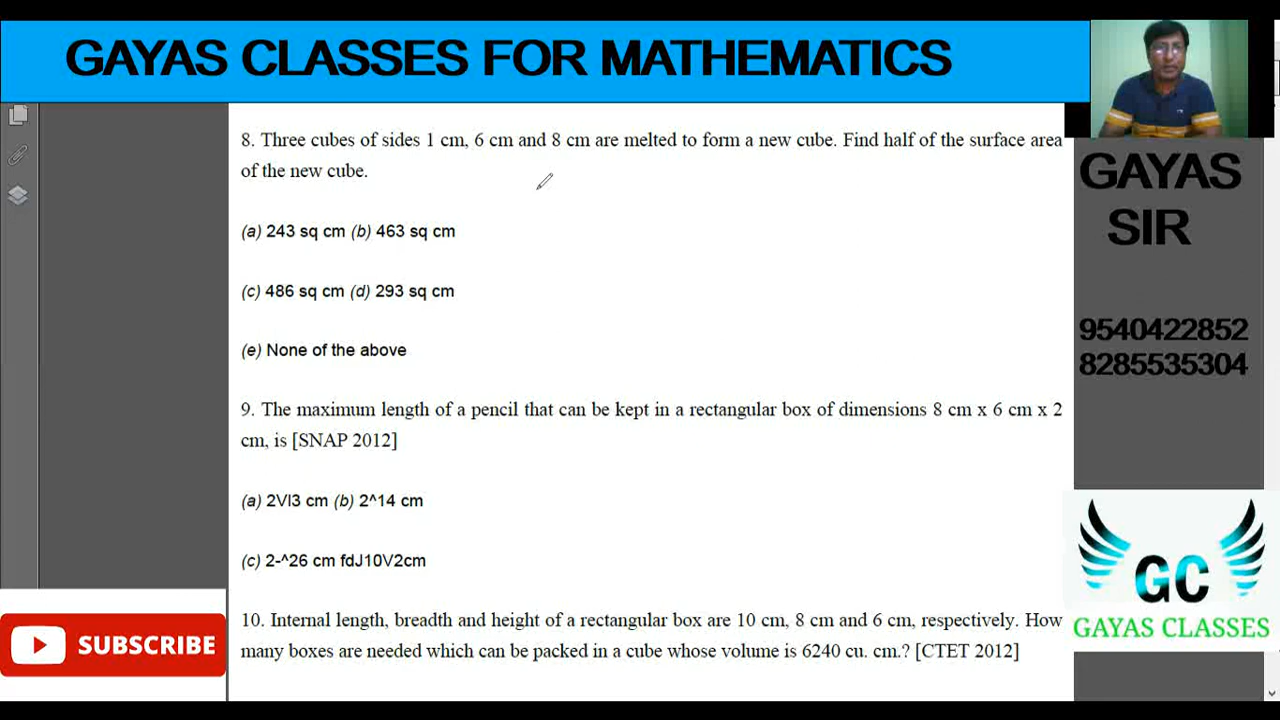 GAYAS CLASSES FOR MATHEMATICS
8. Three cubes of sides 1 cm, 6 cm and 8 cm are melted to form a new cube. Find half of the surface area
of the new cube.
(a) 243 sq cm (b) 463 sq cm
(c) 486 sq cm (d) 293 sq cm
(e) None of the above
9. The maximum length of a pencil that can be kept in a rectangular box of dimensions 8 cm x 6 cm x 2
cm, is [SNAP 2012]
(a) 2VI3 cm (b) 2^14 cm
(c) 2-^26 cm fdJ10V2cm
10. Internal length, breadth and height of a rectangular box are 10 cm, 8 cm and 6 cm, respectively. How
many boxes are needed which can be packed in a cube whose volume is 6240 cu. cm.? [CTET 2012]
GAYAS
SIR
9540422852
8285535304
GC
GAYAS CLASSES
SUBSCRIBE